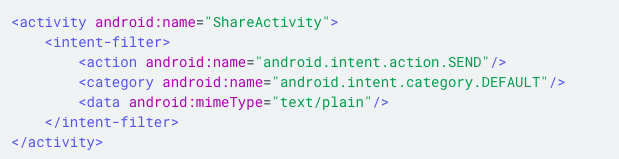 <activity android:name="ShareActivity">
    <intent-filter>
        <action android:name="android.intent.action.SEND"/>
        <category android:name="android.intent.category.DEFAULT"/>
        <data android:mimeType="text/plain"/>
    </intent-filter>
</activity>